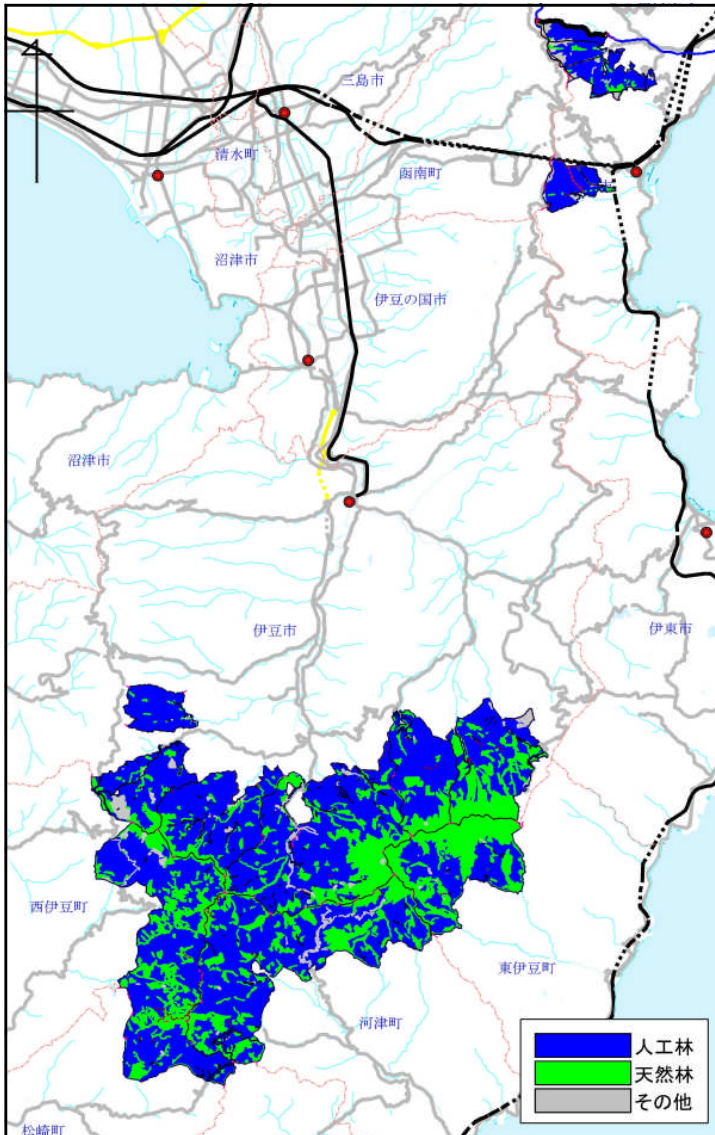 三島市
清水町
函南町
沼津市
伊豆の国市
沼津市
伊豆市
伊東市
西伊豆町
東伊豆町
河津町
松崎町
人工林
天然林
その他